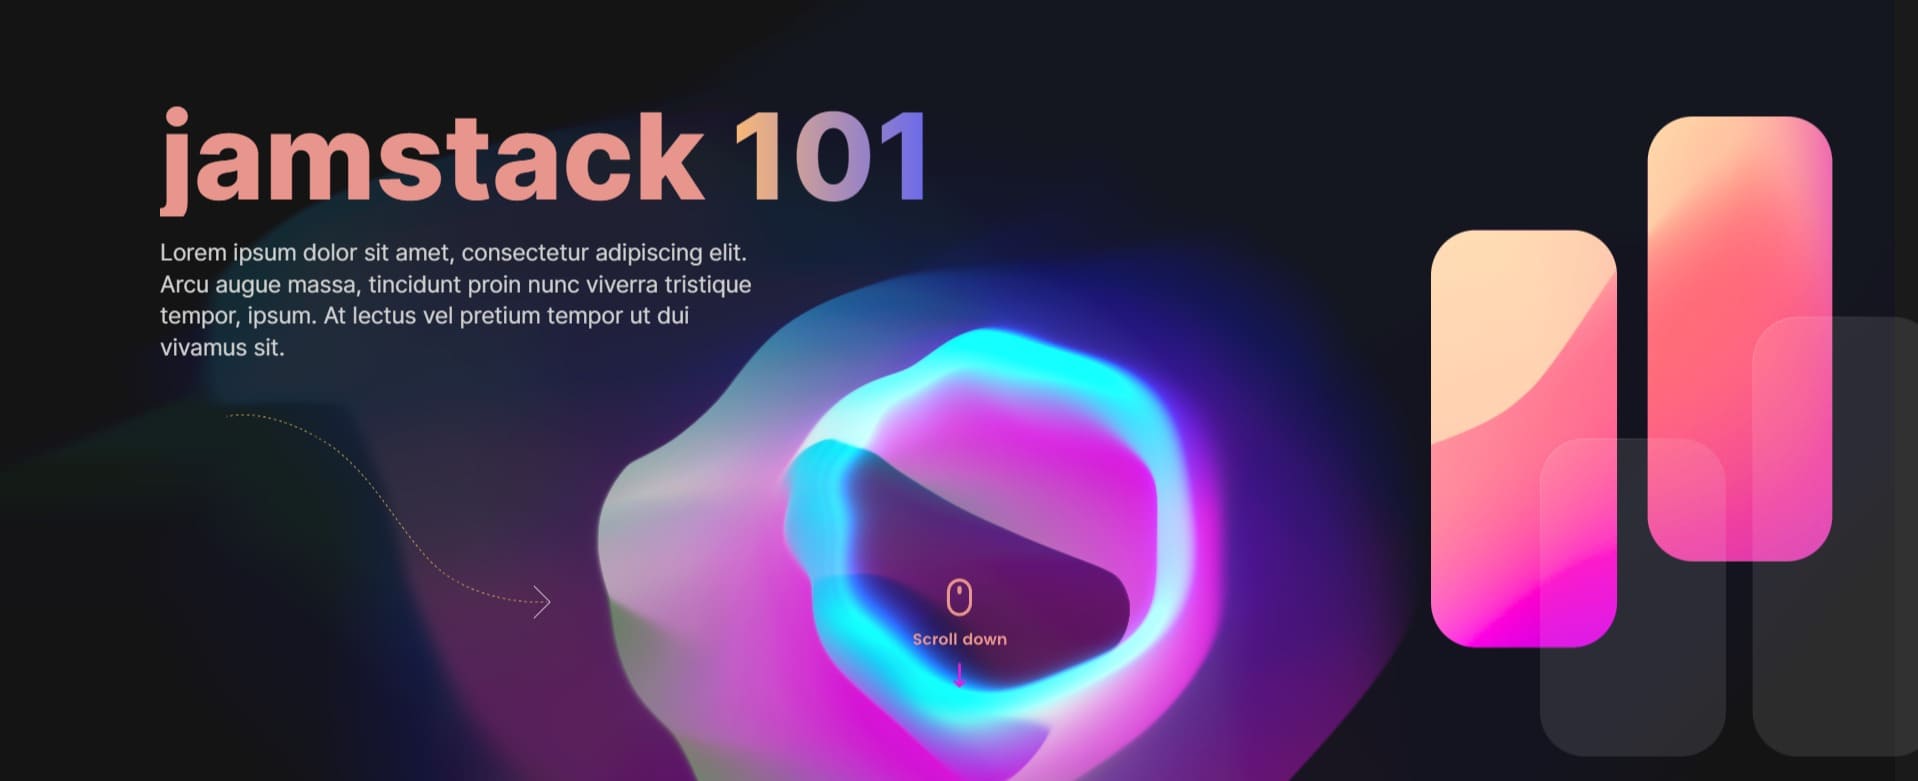 jamstack 101
Lorem ipsum dolor sit amet, consectetur adipiscing elit.
Arcu augue massa, tincidunt proin nunc viverra tristique
tempor, ipsum. At lectus vel pretium tempor ut dui
vivamus sit.
Scroll down